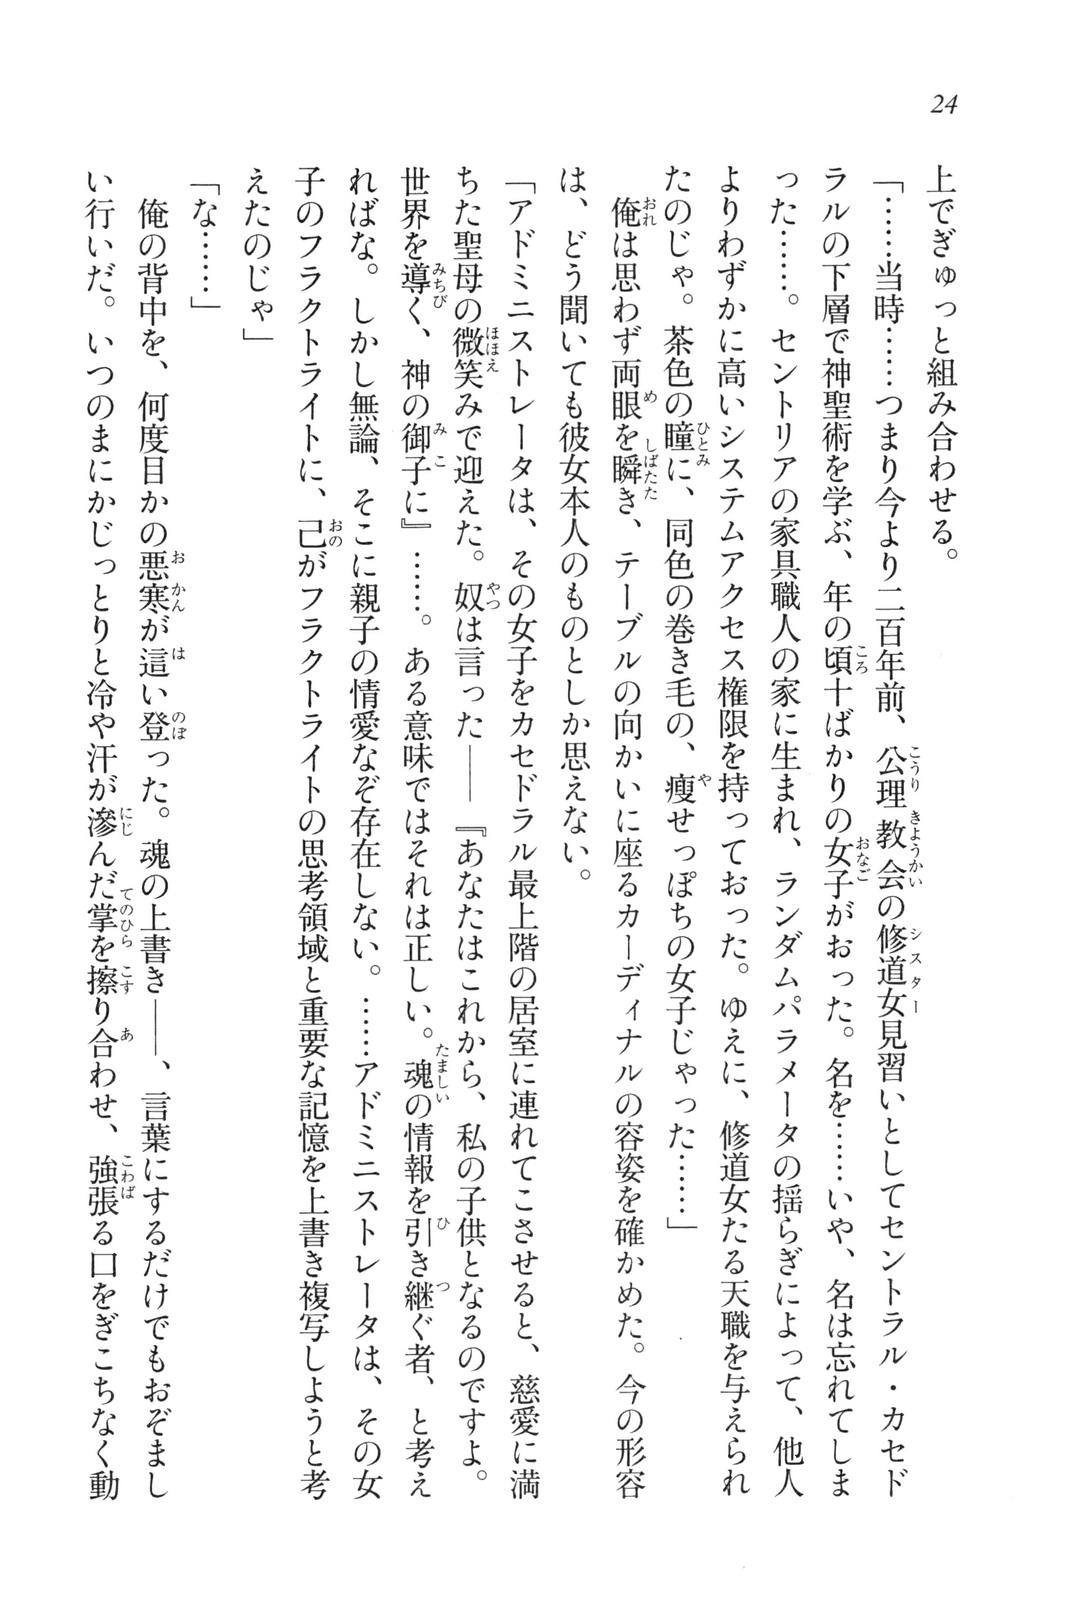 24
上でぎゅっと組み合わせる。
「……当時……つまり今より二百年前、公理教会の修道女見習いとしてセントラル・カセド
ラルの下層で神聖術を学ぶ、年の頃十ばかりの女子がおった。名を……いや、名は忘れてしま
った……。セントリアの家具職人の家に生まれ、ランダムパラメータの揺らぎによって、他人
よりわずかに高いシステムアクセス権限を持っておった。ゆえに、修道女たる天職を与えられ
たのじゃ。茶色の瞳に、同色の巻き毛の、痩せっぽちの女子じゃった……」
俺は思わず両眼を瞬き、テーブルの向かいに座るカーディナルの容姿を確かめた。今の形容
は、どう聞いても彼女本人のものとしか思えない。
「アドミニストレータは、その女子をカセドラル最上階の居室に連れてこさせると、慈愛に満
ちた聖母の微笑みで迎えた。奴は言った――『あなたはこれから、私の子供となるのですよ。
世界を導く、神の御子に』……。ある意味ではそれは正しい。魂の情報を引き継ぐ者、と考え
ればな。しかし無論、そこに親子の情愛なぞ存在しない。……アドミニストレータは、その女
子のフラクトライトに、己がフラクトライトの思考領域と重要な記憶を上書き複写しようと考
えたのじゃ」
「な……」
俺の背中を、何度目かの悪寒が這い登った。魂の上書き――、言葉にするだけでもおぞまし
い行いだ。いつのまにかじっとりと冷や汗が滲んだ掌を擦り合わせ、強張る口をぎこちなく動